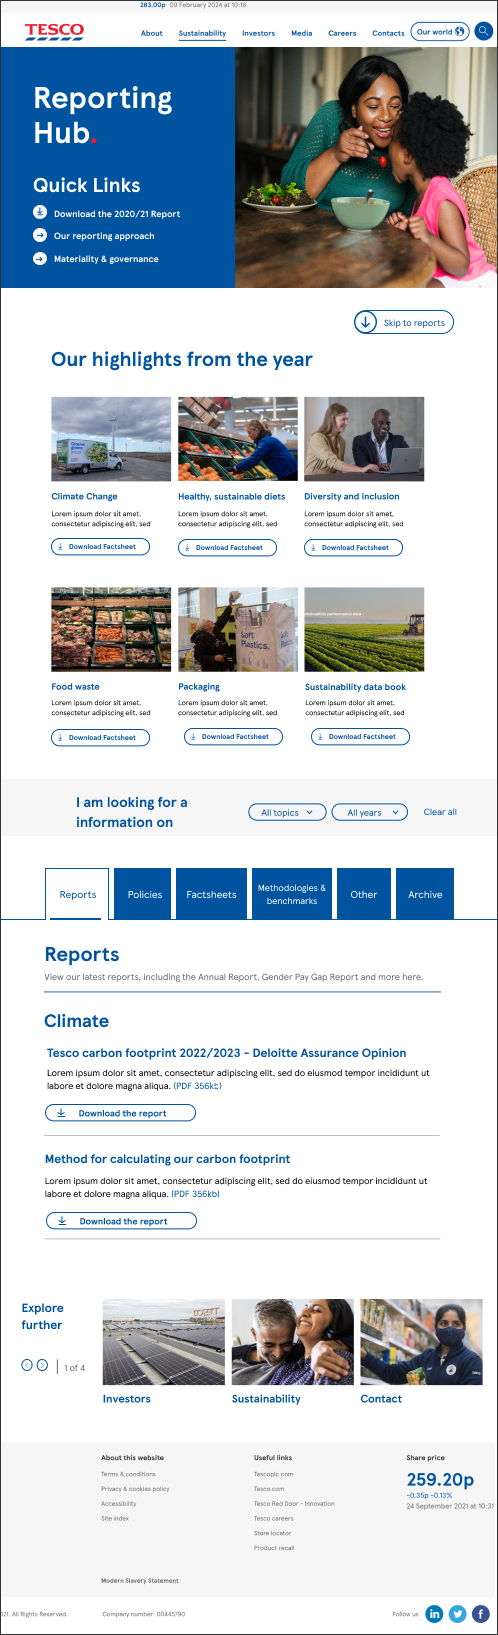 283.00p 09 February 2024 at 10:18
TESCO
About Sustainability Investors Media Careers Contacts Our world
Reporting
Hub.
Quick Links
Download the 2020/21 Report
Our reporting approach
Materiality & governance
Skip to reports
Our highlights from the year
Climate Change
Lorem ipsum dolor sit amet,
consectetur adipiscing elit, sed
Download Factsheet
Healthy, sustainable diets
Lorem ipsum dolor sit amet,
consectetur adipiscing elit, sed
Download Factsheet
Diversity and inclusion
Lorem ipsum dolor sit amet,
consectetur adipiscing elit, sed
Download Factsheet
Food waste
Lorem ipsum dolor sit amet,
consectetur adipiscing elit, sed
Download Factsheet
Soft
Plastics.
Packaging
Lorem ipsum dolor sit amet,
consectetur adipiscing elit, sed
Download Factsheet
performance data
Sustainability data book
Lorem ipsum dolor sit amet,
consectetur adipiscing elit, sed
Download Factsheet
I am looking for a
information on
All topics All years Clear all
Reports Policies Factsheets Methodologies &
benchmarks Other Archive
Reports
View our latest reports, including the Annual Report, Gender Pay Gap Report and more here.
Climate
Tesco carbon footprint 2022/2023 - Deloitte Assurance Opinion
Lorem ipsum dolor sit amet, consectetur adipiscing elit, sed do eiusmod tempor incididunt ut
labore et dolore magna aliqua. (PDF 356kb)
Download the report
Method for calculating our carbon footprint
Lorem ipsum dolor sit amet, consectetur adipiscing elit, sed do eiusmod tempor incididunt ut
labore et dolore magna aliqua. (PDF 356kb)
Download the report
Explore
further
1 of 4
TESCO
Investors
Sustainability
Contact
About this website
Terms & conditions
Privacy & cookies policy
Accessibility
Site index
Modern Slavery Statement
Useful links
Tescoplc.com
Tesco.com
Tesco Red Door - Innovation
Tesco careers
Store locator
Product recall
Share price
259.20p
-0.35p -0.13%
24 September 2021 at 10:31
021. All Rights Reserved. Company number: 00445790 Follow us